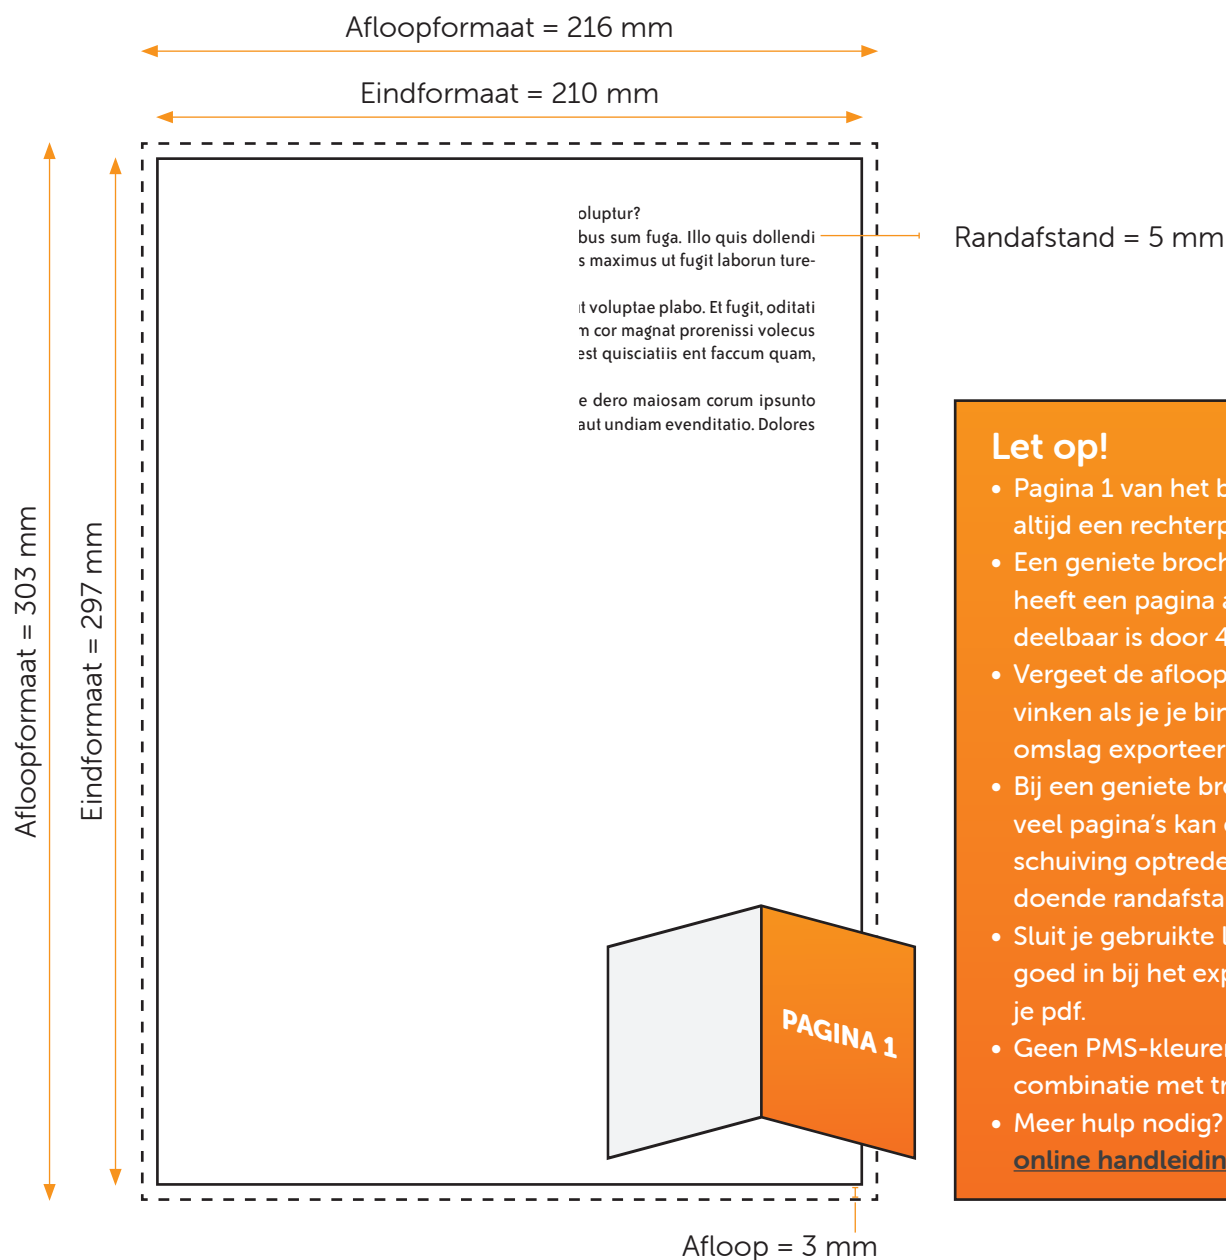 Afloopformaat = 216 mm
Eindformaat = 210 mm
Afloopformaat = 303 mm
Eindformaat = 297 mm
oluptur?
bus sum fuga. Illo quis dollendi
s maximus ut fugit laborun ture-
t voluptae plabo. Et fugit, oditati
m cor magnat prorenissi volecus
est quisciatiis ent faccum quam,
e dero maiosam corum ipsunto
aut undiam evenditatio. Dolores
Randafstand = 5 mm
Let op!
• Pagina 1 van het b
altijd een rechterp
• Een geniete broch
heeft een pagina a
deelbaar is door 4
• Vergeet de afloop
vinken als je je bin
omslag exporteer
• Bij een geniete bro
veel pagina's kan
schuiving optrede
doende randafsta
• Sluit je gebruikte l
goed in bij het exp
je pdf.
• Geen PMS-kleuren
combinatie met tr
• Meer hulp nodig?
online handleidin
PAGINA 1
Afloop = 3 mm